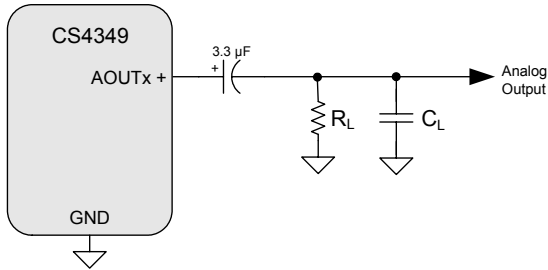 CS4349
3.3 µF
+
AOUTx +
Analog
Output
RL
CL
GND